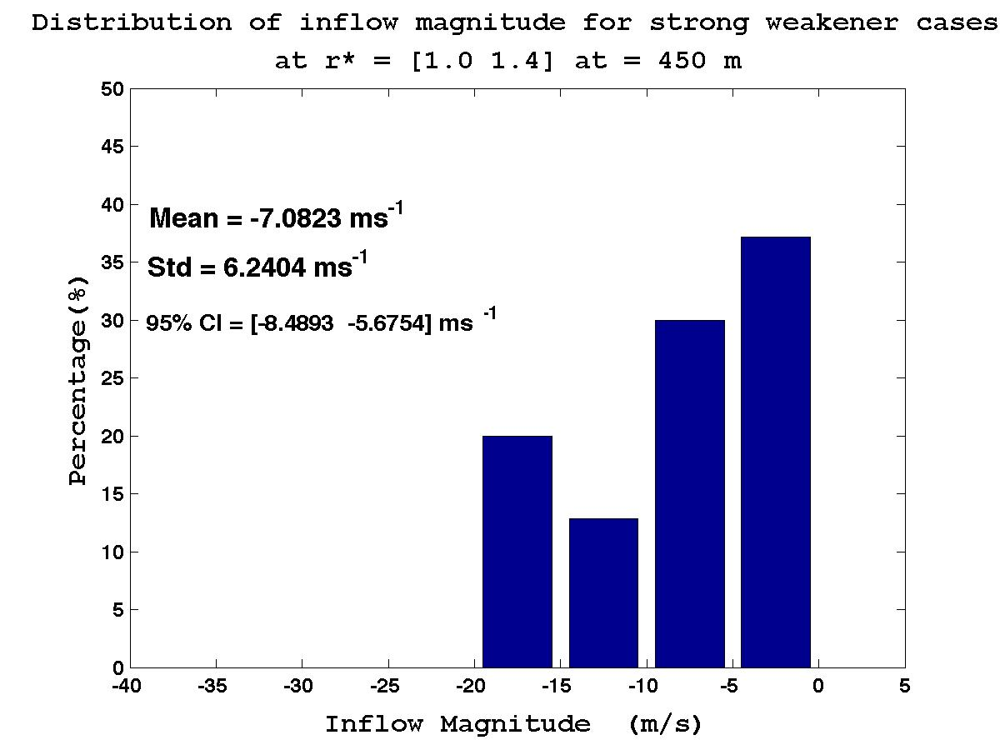 Distribution of inflow magnitude for strong weakener cases
at r* = [1.0 1.4] at = 450 m
50
45
40
35
30
25
20
15
10
5
0
Percentage(%)
Mean = -7.0823 ms-1
Std = 6.2404 ms-1
95% CI = [-8.4893 -5.6754] ms -1
-40 -35 -30 -25 -20 -15 -10 -5 0 5
Inflow Magnitude (m/s)